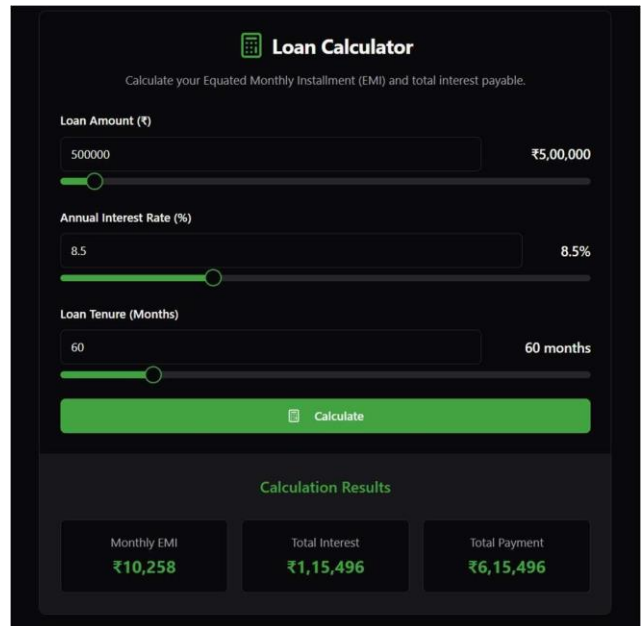 Loan Calculator
Calculate your Equated Monthly Installment (EMI) and total interest payable.
Loan Amount (₹)
500000 ₹5,00,000
Annual Interest Rate (%)
8.5 8.5%
Loan Tenure (Months)
60 60 months
Calculate
Calculation Results
Monthly EMI Total Interest Total Payment
₹10,258 ₹1,15,496 ₹6,15,496